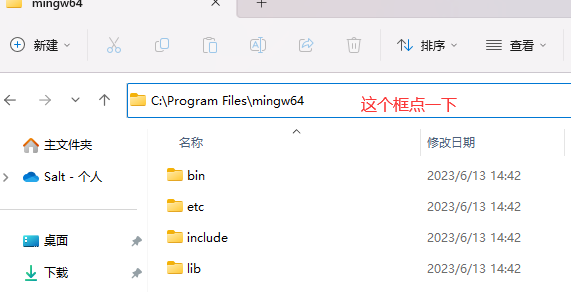 mingw64
新建
排序
查看
C:\Program Files\mingw64
这个框点一下
名称
修改日期
主文件夹
bin
2023/6/13 14:42
Salt - 个人
etc
2023/6/13 14:42
桌面
include
2023/6/13 14:42
下载
lib
2023/6/13 14:42